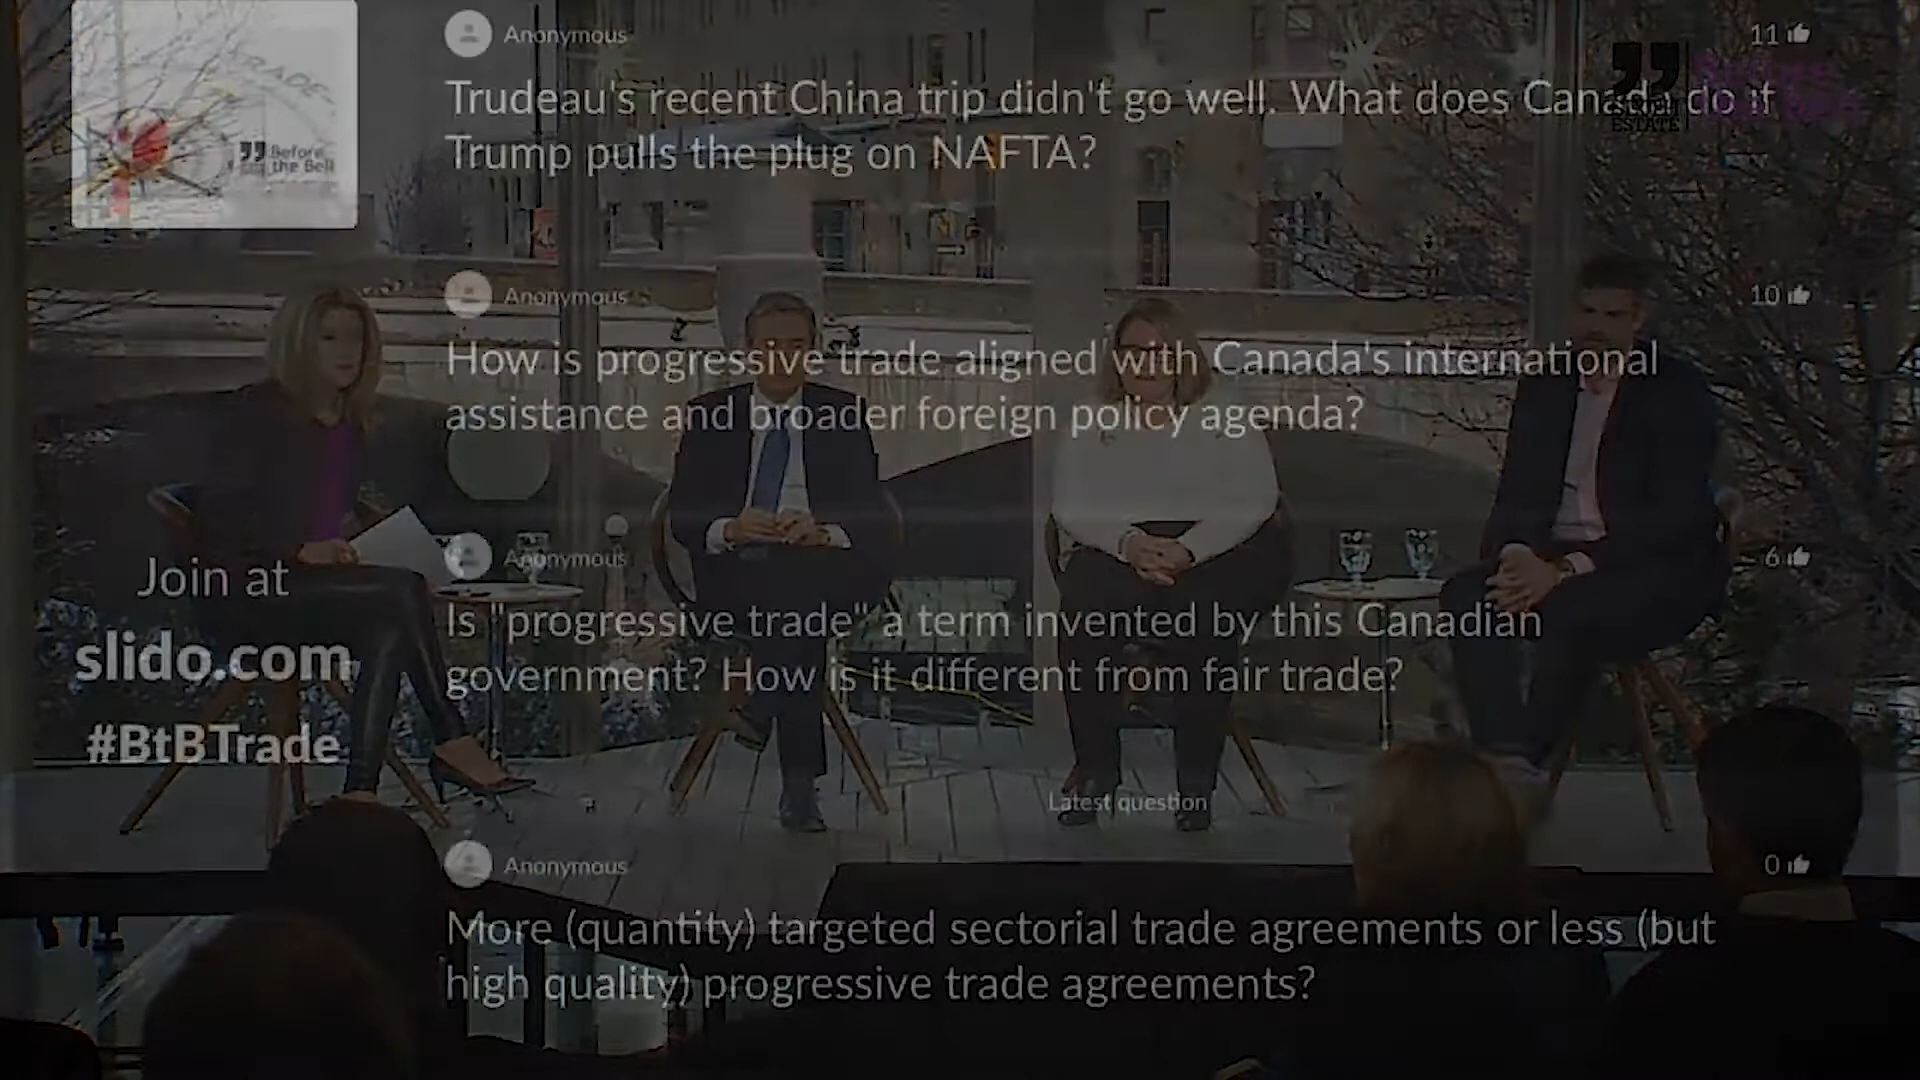 TRADE
Before
the Bell
Join at
slido.com
#BtBTrade
Anonymous
11
Trudeau's recent China trip didn't go well. What does Canada do if
Trump pulls the plug on NAFTA?
Anonymous
10
How is progressive trade aligned with Canada's international
assistance and broader foreign policy agenda?
Anonymous
6
Is "progressive trade" a term invented by this Canadian
government? How is it different from fair trade?
Latest question
Anonymous
0
More (quantity) targeted sectorial trade agreements or less (but
high quality) progressive trade agreements?
ESTATE